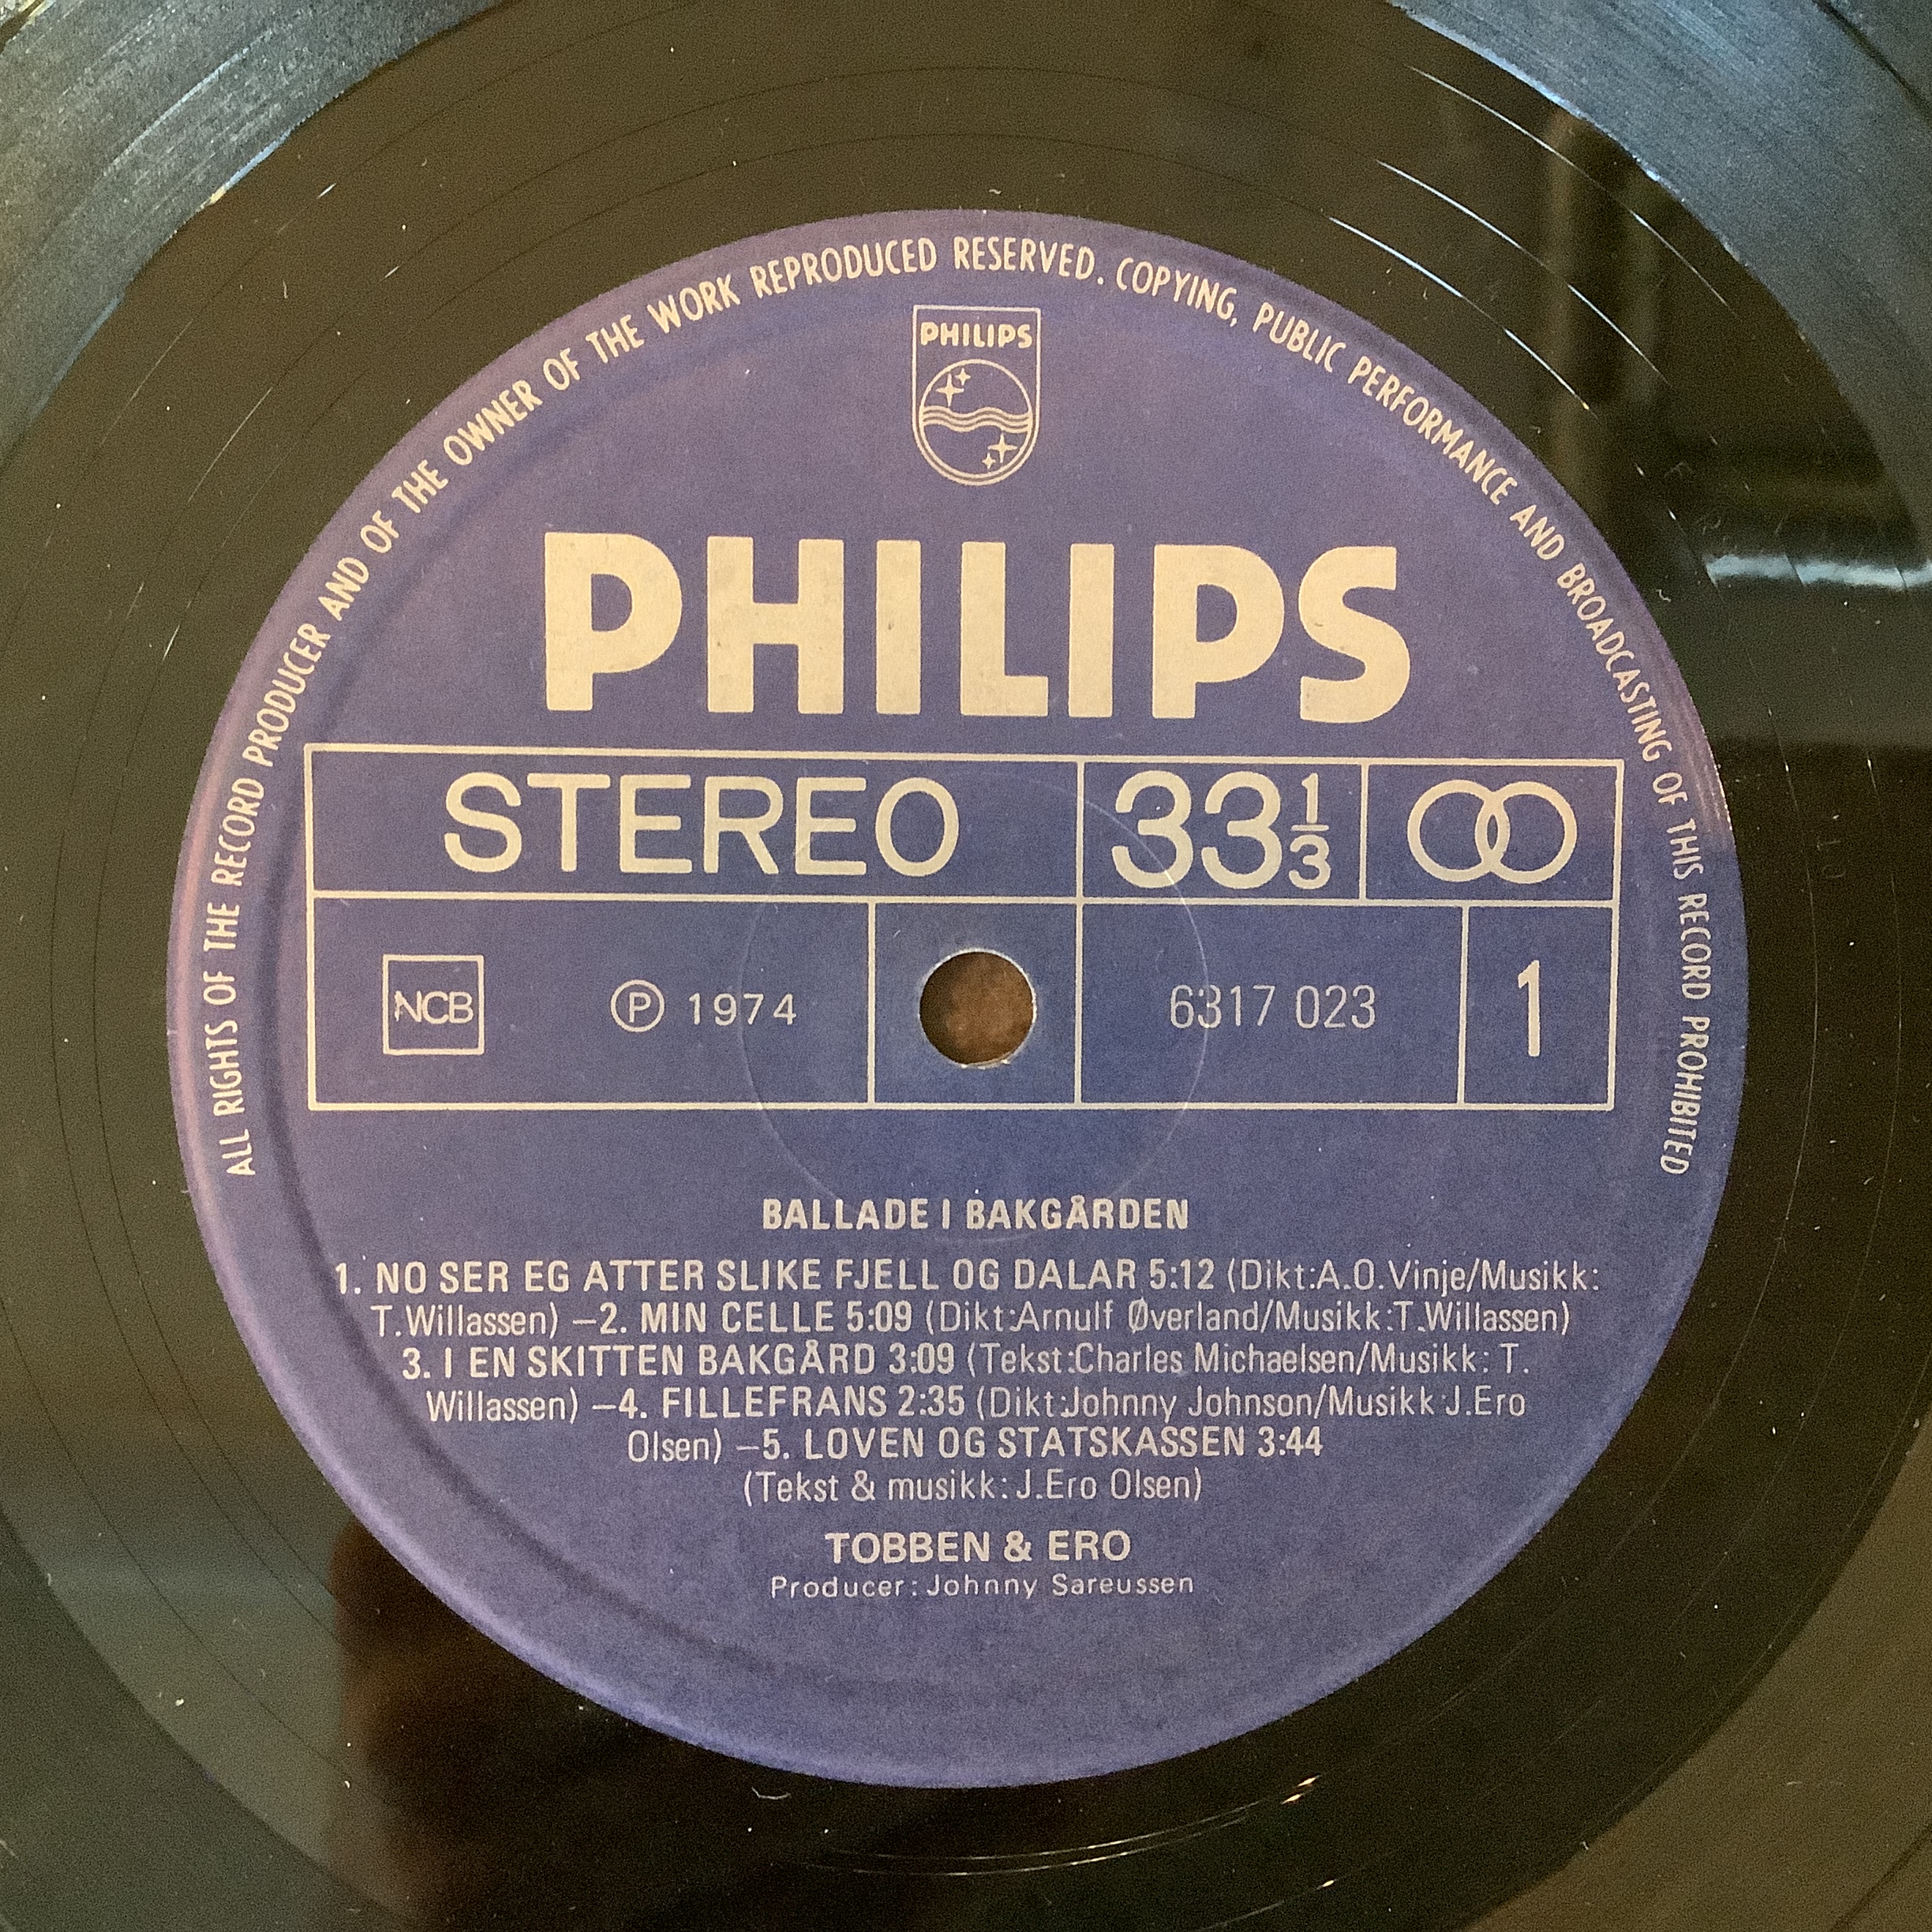 ALL RIGHTS OF THE RECORD PRODUCER AND OF THE OWNER OF THE WORK REPRODUCED RESERVED. COPYING, PUBLIC PERFORMANCE AND BROADCASTING OF THIS RECORD PROHIBITED
PHILIPS
PHILIPS
STEREO 33 1/3
NCB Ⓟ 1974 6317 023 1
BALLADE I BAKGÅRDEN
1. NO SER EG ATTER SLIKE FJELL OG DALAR 5:12 (Dikt:A.O.Vinje/Musikk:
T.Willassen) –2. MIN CELLE 5:09 (Dikt:Arnulf Øverland/Musikk:T.Willassen)
3. I EN SKITTEN BAKGÅRD 3:09 (Tekst:Charles Michaelsen/Musikk: T.
Willassen) –4. FILLEFRANS 2:35 (Dikt:Johnny Johnson/Musikk:J.Ero
Olsen) –5. LOVEN OG STATSKASSEN 3:44
(Tekst & musikk: J.Ero Olsen)
TOBBEN & ERO
Producer: Johnny Sareussen